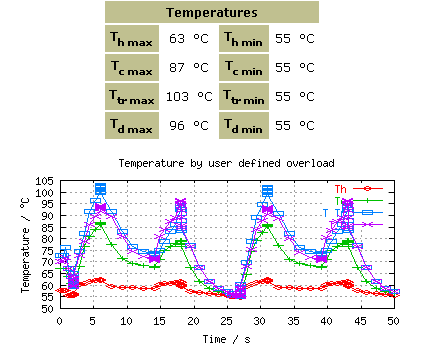 Temperatures
Th max 63 °C Th min 55 °C
Tc max 87 °C Tc min 55 °C
Ttr max 103 °C Ttr min 55 °C
Td max 96 °C Td min 55 °C
Temperature by user defined overload
Temperature / °C
105
100
95
90
85
80
75
70
65
60
55
50
Th
T
T
0 5 10 15 20 25 30 35 40 45 50
Time / s